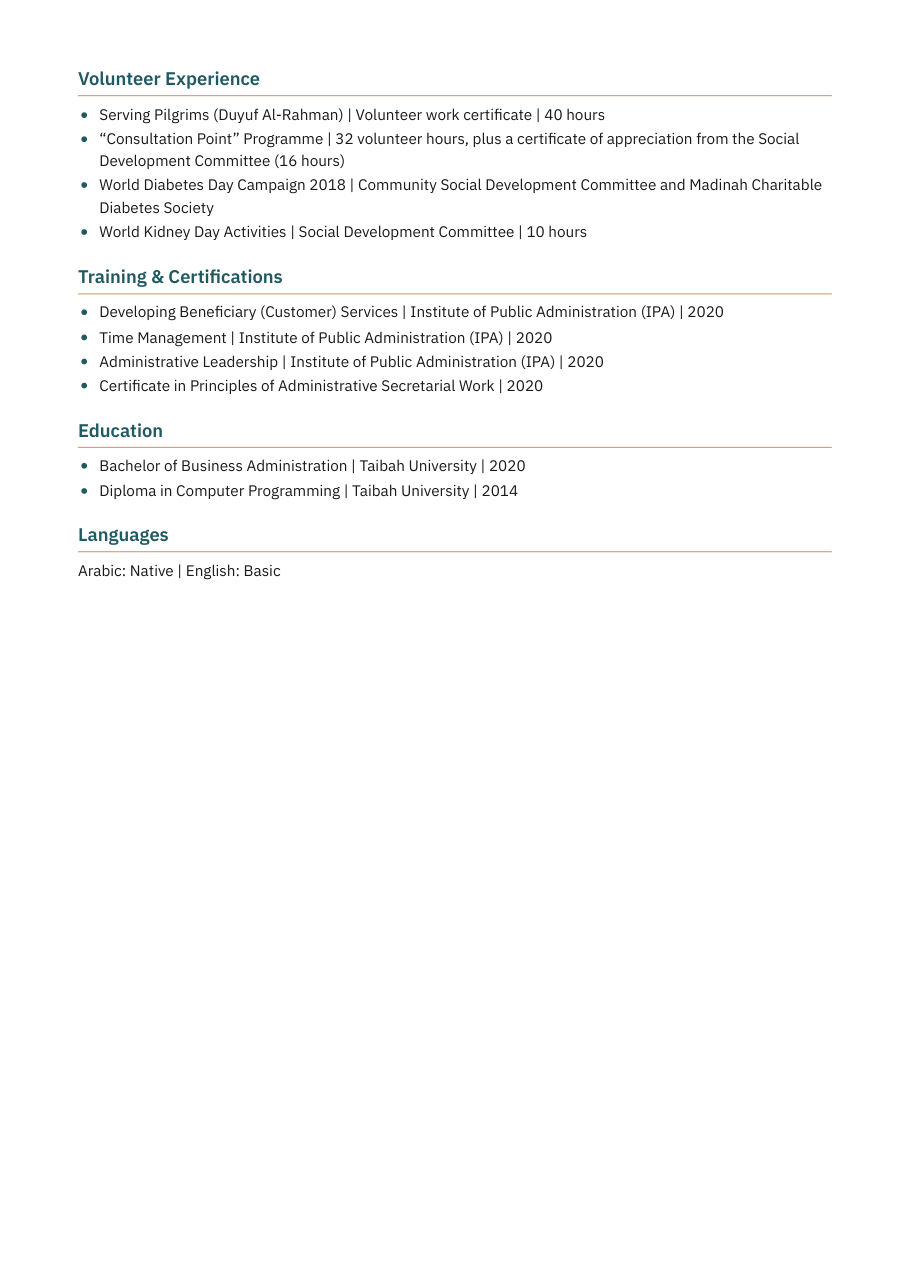 Volunteer Experience
• Serving Pilgrims (Duyuf Al-Rahman) | Volunteer work certificate | 40 hours
• “Consultation Point” Programme | 32 volunteer hours, plus a certificate of appreciation from the Social
Development Committee (16 hours)
• World Diabetes Day Campaign 2018 | Community Social Development Committee and Madinah Charitable
Diabetes Society
• World Kidney Day Activities | Social Development Committee | 10 hours
Training & Certifications
• Developing Beneficiary (Customer) Services | Institute of Public Administration (IPA) | 2020
• Time Management | Institute of Public Administration (IPA) | 2020
• Administrative Leadership | Institute of Public Administration (IPA) | 2020
• Certificate in Principles of Administrative Secretarial Work | 2020
Education
• Bachelor of Business Administration | Taibah University | 2020
• Diploma in Computer Programming | Taibah University | 2014
Languages
Arabic: Native | English: Basic